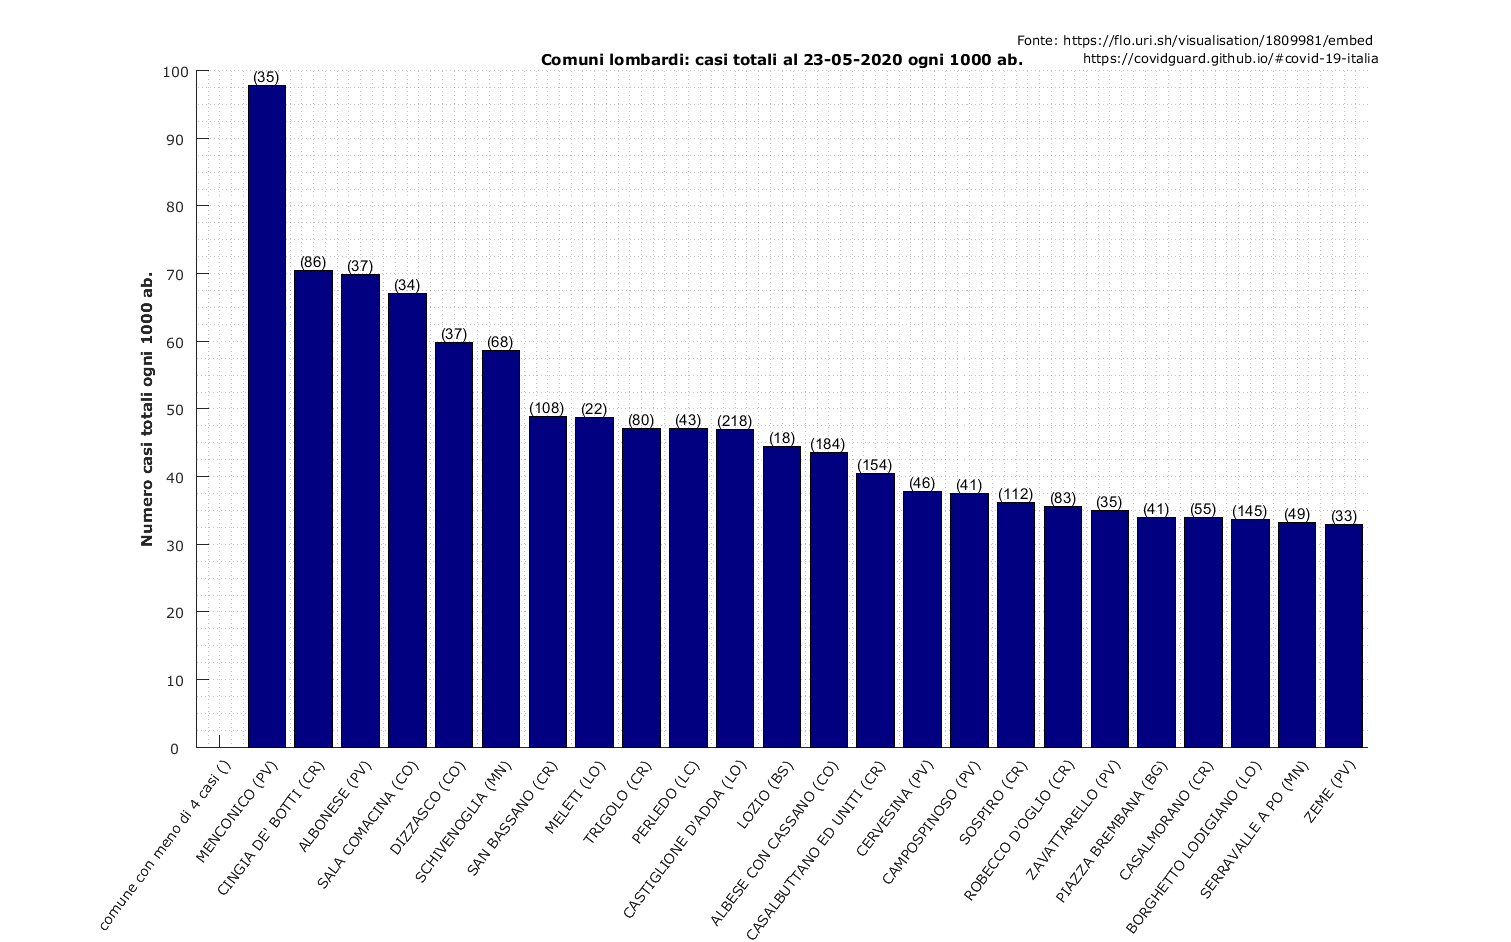 Fonte: https://flo.uri.sh/visualisation/1809981/embed
Comuni lombardi: casi totali al 23-05-2020 ogni 1000 ab.
https://covidguard.github.io/#covid-19-italia
Numero casi totali ogni 1000 ab.
100
90
80
70
60
50
40
30
20
10
0
(35)
(86)
(37)
(34)
(37)
(68)
(108)
(22)
(80)
(43)
(218)
(18)
(184)
(154)
(46)
(41)
(112)
(83)
(35)
(41)
(55)
(145)
(49)
(33)
comune con meno di 4 casi ()
MENCONICO (PV)
CINGIA DE' BOTTI (CR)
ALBONESE (PV)
SALA COMACINA (CO)
DIZZASCO (CO)
SCHIVENOGLIA (MN)
SAN BASSANO (CR)
MELETI (LO)
TRIGOLO (CR)
PERLEDO (LC)
CASTIGLIONE D'ADDA (LO)
LOZIO (BS)
ALBESE CON CASSANO (CO)
CASALBUTTANO ED UNITI (CR)
CERVESINA (PV)
CAMPOSPINOSO (PV)
SOSPIRO (CR)
ROBECCO D'OGLIO (CR)
ZAVATTARELLO (PV)
PIAZZA BREMBANA (BG)
CASALMORANO (CR)
BORGHETTO LODIGIANO (LO)
SERRAVALLE A PO (MN)
ZEME (PV)